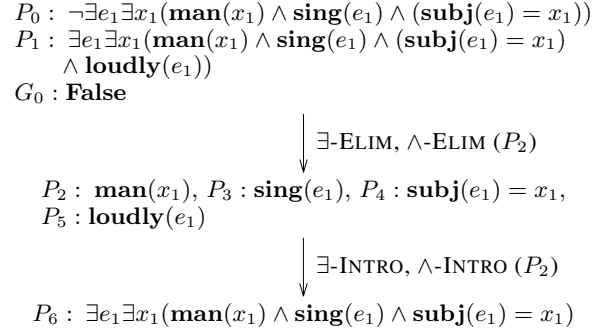 P₀ : ¬∃e₁∃x₁(man(x₁) ∧ sing(e₁) ∧ (subj(e₁) = x₁))
P₁ : ∃e₁∃x₁(man(x₁) ∧ sing(e₁) ∧ (subj(e₁) = x₁)
∧ loudly(e₁))
G₀ : False
∃-ELIM, ∧-ELIM (P₂)
P₂ : man(x₁), P₃ : sing(e₁), P₄ : subj(e₁) = x₁,
P₅ : loudly(e₁)
∃-INTRO, ∧-INTRO (P₂)
P₆ : ∃e₁∃x₁(man(x₁) ∧ sing(e₁) ∧ subj(e₁) = x₁)